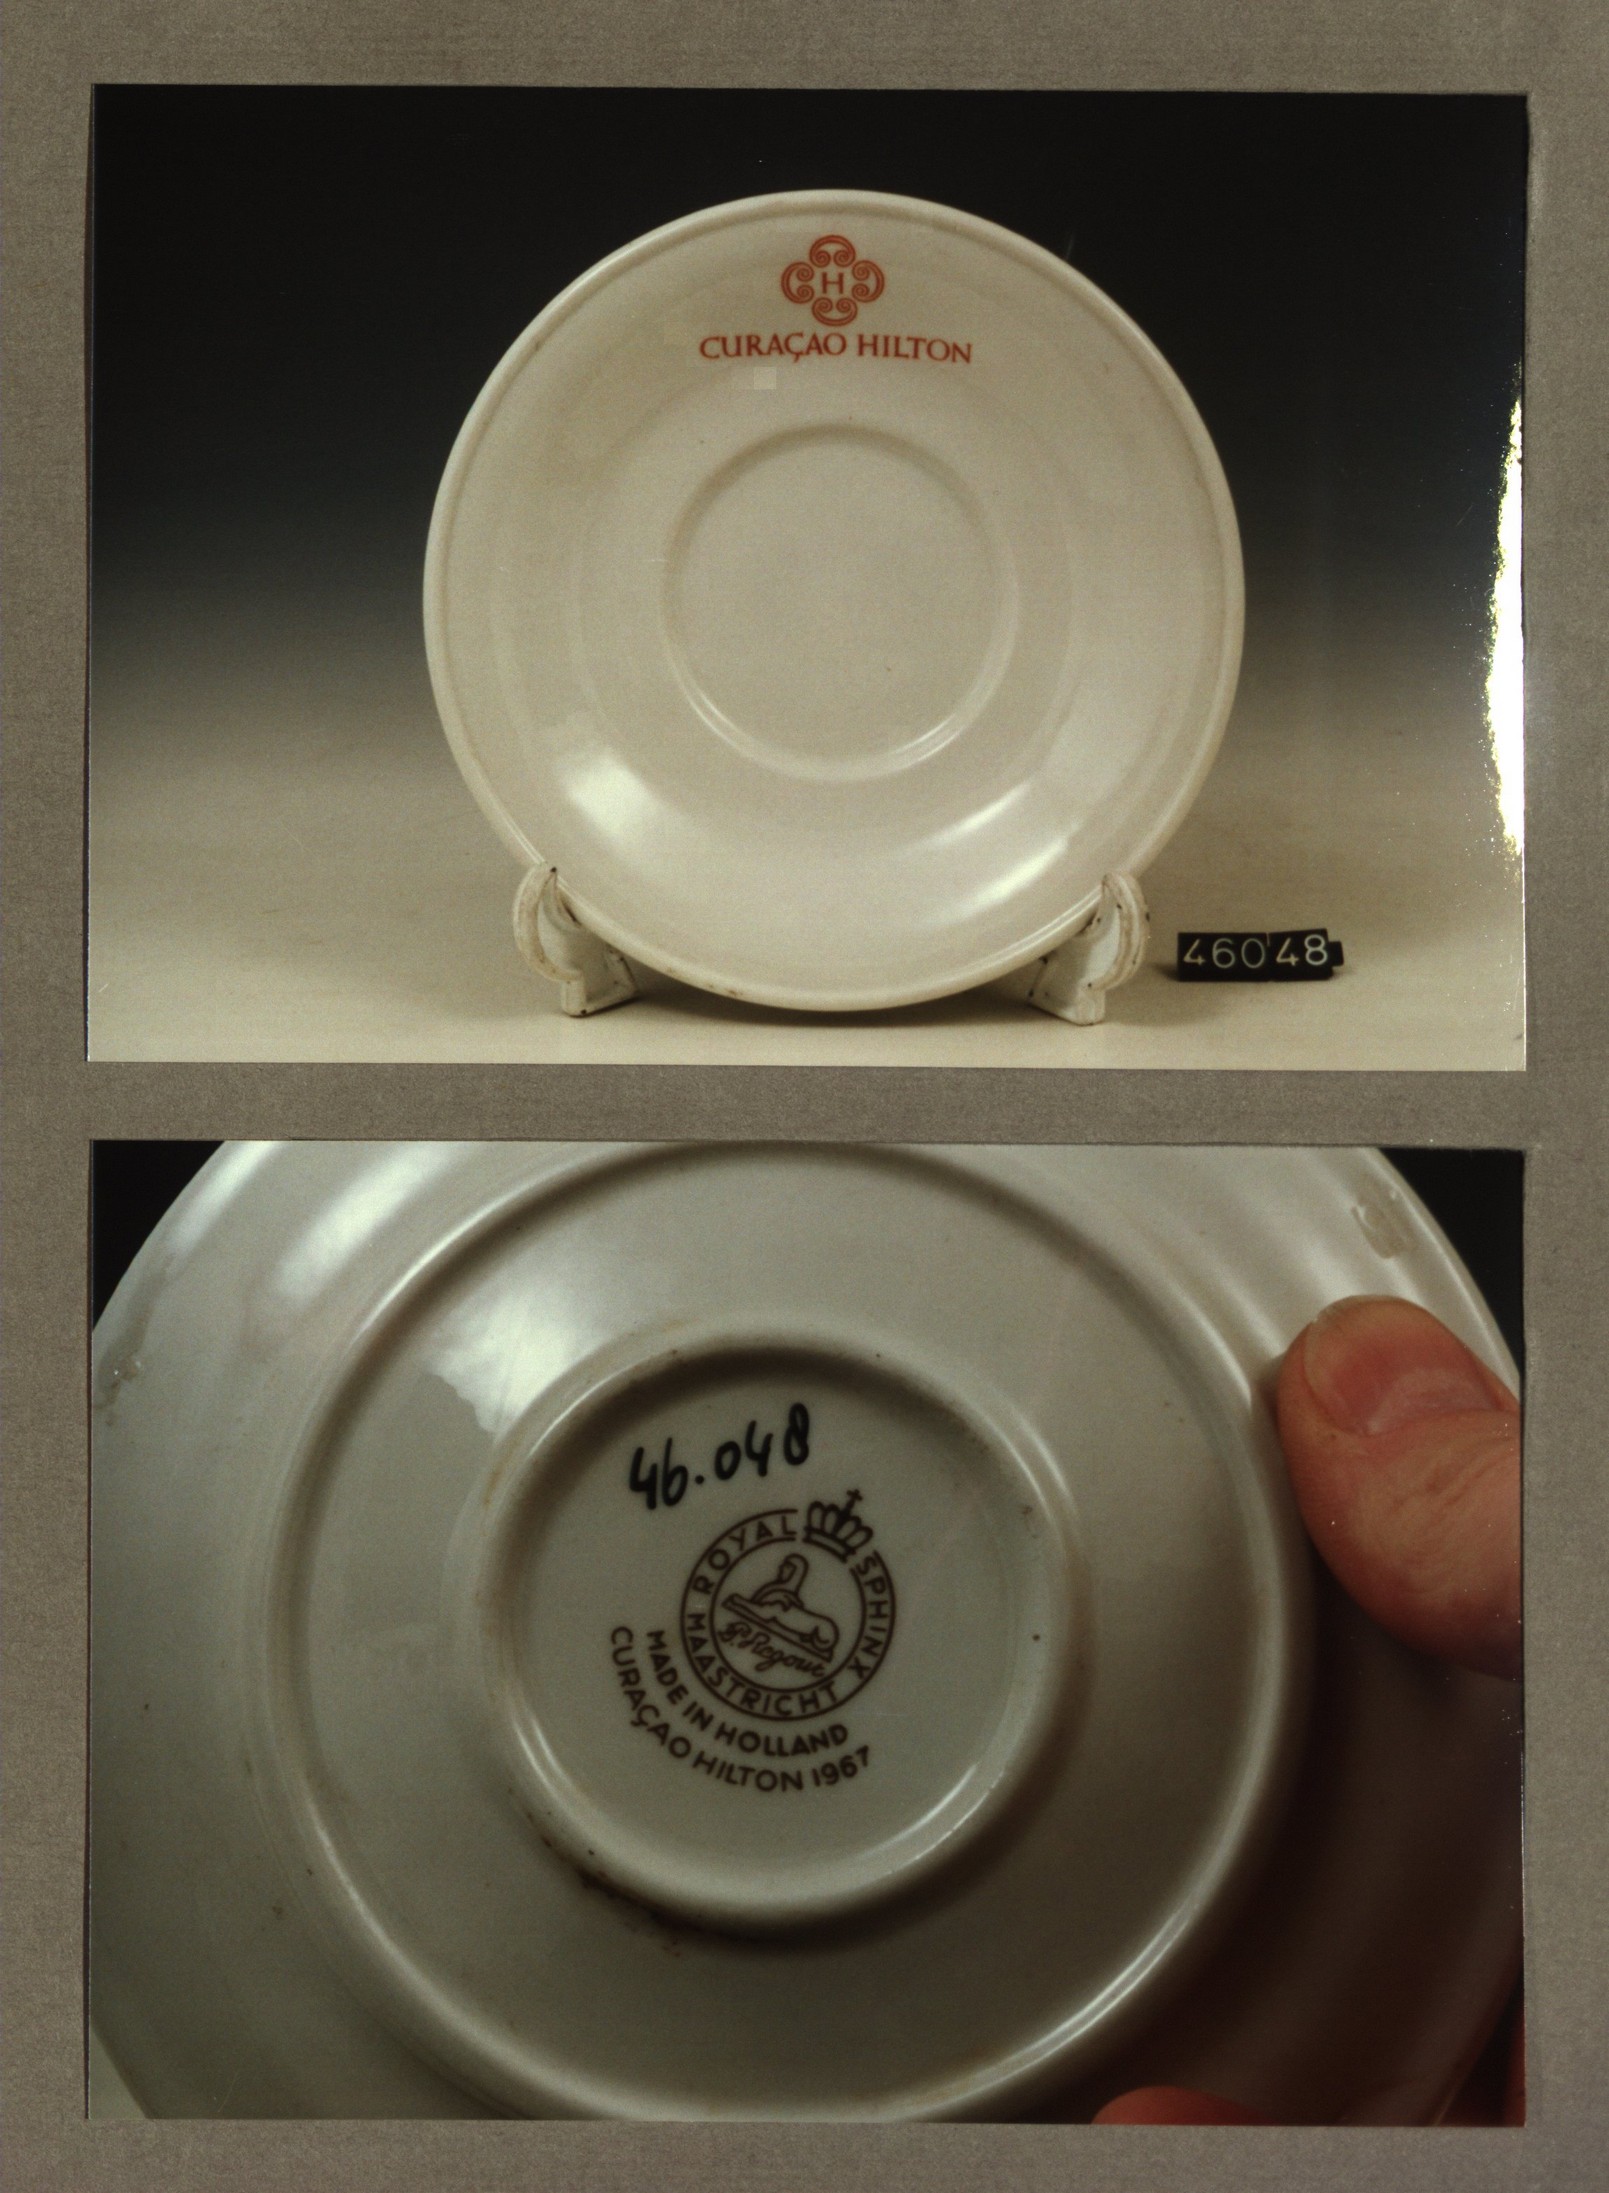 H
CURAÇAO HILTON
46048
46.048
ROYAL SPHINX
MAASTRICHT
P. Regout
MADE IN HOLLAND
CURAÇAO HILTON 1967